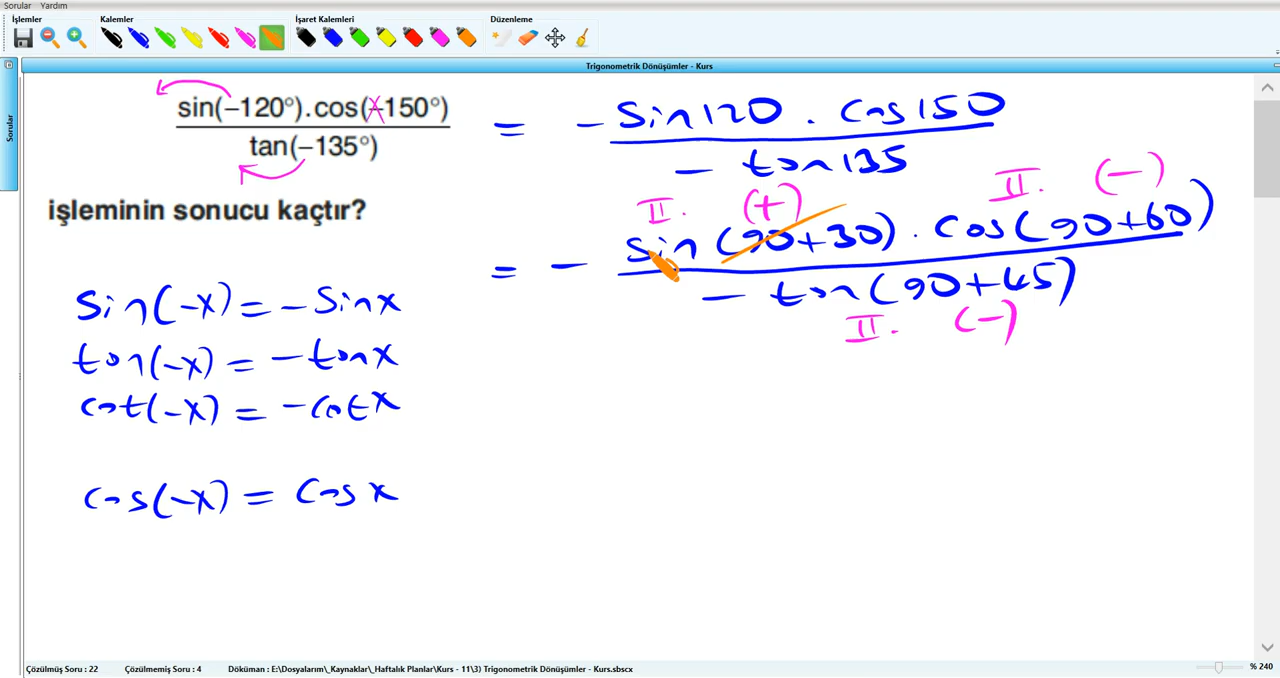 Sorular Yardım
İşlemler Kalemler İşaret Kalemleri Düzenleme
Trigonometrik Dönüşümler - Kurs
Sorular
sin(−120°).cos(−150°)
tan(−135°)
işleminin sonucu kaçtır?
= - sin120 . cos150
- tan135
II. (+) II. (-)
= - sin(90+30) . cos(90+60)
- tan(90+45)
II. (-)
sin(-x) = -sinx
tan(-x) = -tanx
cot(-x) = -cotx
cos(-x) = cosx
Çözülmüş Soru : 22 Çözülmemiş Soru : 4 Döküman : E:\Dosyalarım\_Kaynaklar\_Haftalık Planlar\Kurs - 11\3) Trigonometrik Dönüşümler - Kurs.sbscx % 240